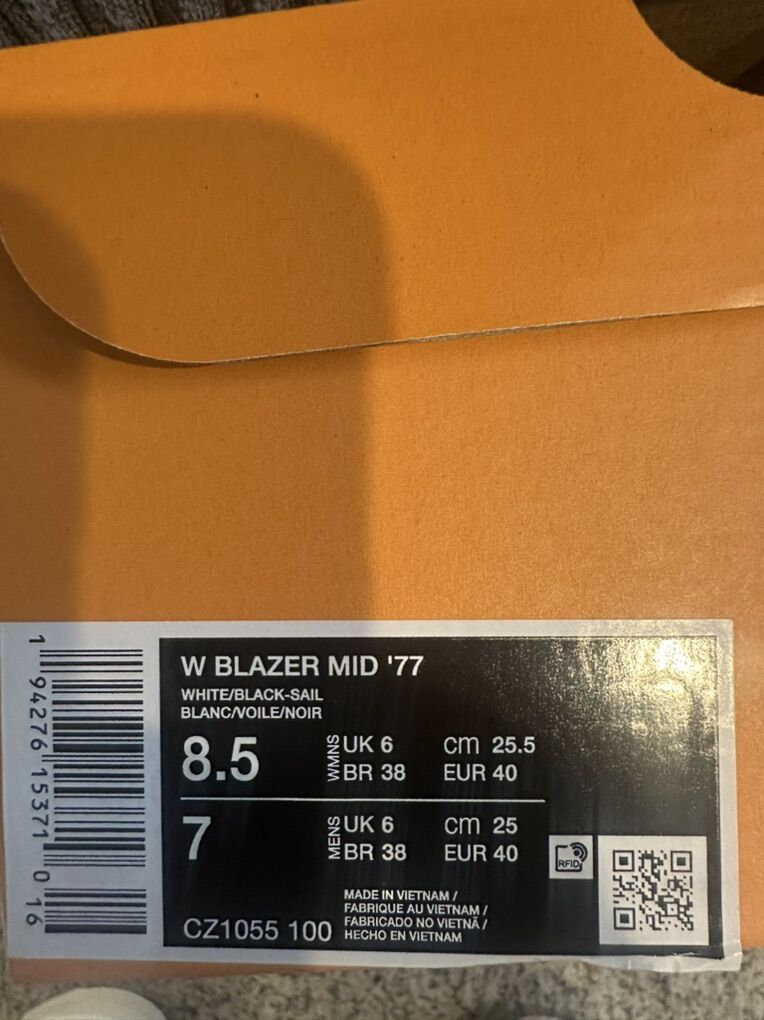 W BLAZER MID '77
WHITE/BLACK-SAIL
BLANC/VOILE/NOIR
8.5 WMNS UK 6 cm 25.5
BR 38 EUR 40
7 MENS UK 6 cm 25
BR 38 EUR 40
RFID
CZ1055 100
MADE IN VIETNAM /
FABRIQUE AU VIETNAM /
FABRICADO NO VIETNÃ /
HECHO EN VIETNAM
1 94276 15371 0 16